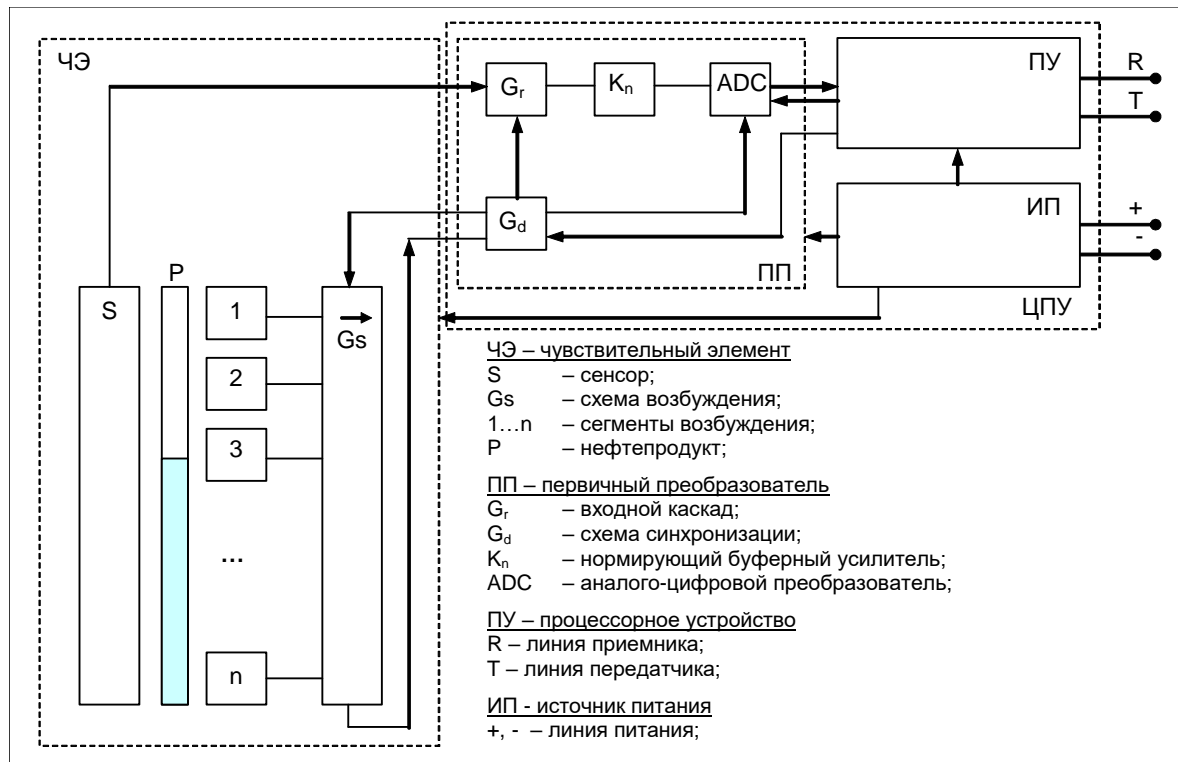 ЧЭ
ПУ
R
T
Gr
Kn
ADC
Gd
ИП
+
-
ПП
ЦПУ
S
P
1
2
3
...
n
Gs
ЧЭ – чувствительный элемент
S – сенсор;
Gs – схема возбуждения;
1…n – сегменты возбуждения;
P – нефтепродукт;
ПП – первичный преобразователь
Gr – входной каскад;
Gd – схема синхронизации;
Kn – нормирующий буферный усилитель;
ADC – аналого-цифровой преобразователь;
ПУ – процессорное устройство
R – линия приемника;
T – линия передатчика;
ИП - источник питания
+, - – линия питания;